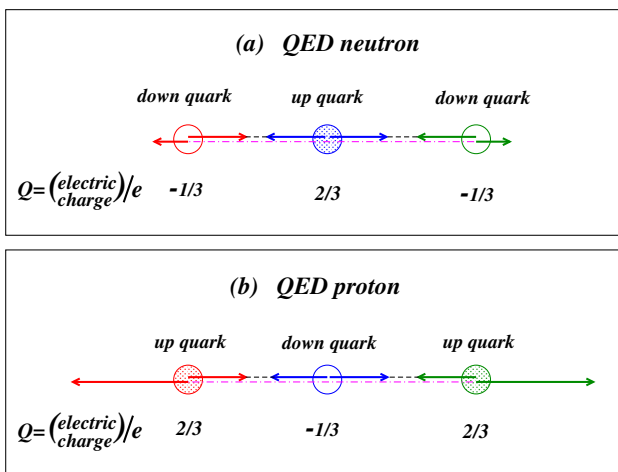 (a) QED neutron
down quark up quark down quark
Q=(electric charge)/e -1/3 2/3 -1/3
(b) QED proton
up quark down quark up quark
Q=(electric charge)/e 2/3 -1/3 2/3